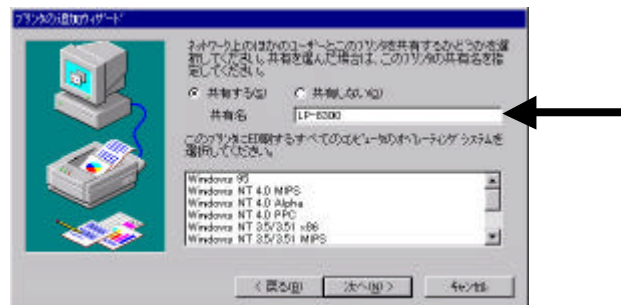 プリンタの追加ウィザード
ネットワーク上のほかのユーザーとこのプリンタを共有するかどうかを選
択してください。共有を選んだ場合は、このプリンタの共有名を指
定してください。
共有する(S) 共有しない(O)
共有名 LP-8300
このプリンタに印刷するすべてのコンピュータのオペレーティング システムを
選択してください。
Windows 95
Windows NT 4.0 MIPS
Windows NT 4.0 Alpha
Windows NT 4.0 PPC
Windows NT 3.5/3.51 x86
Windows NT 3.5/3.51 MIPS
< 戻る(B) 次へ(N) > キャンセル